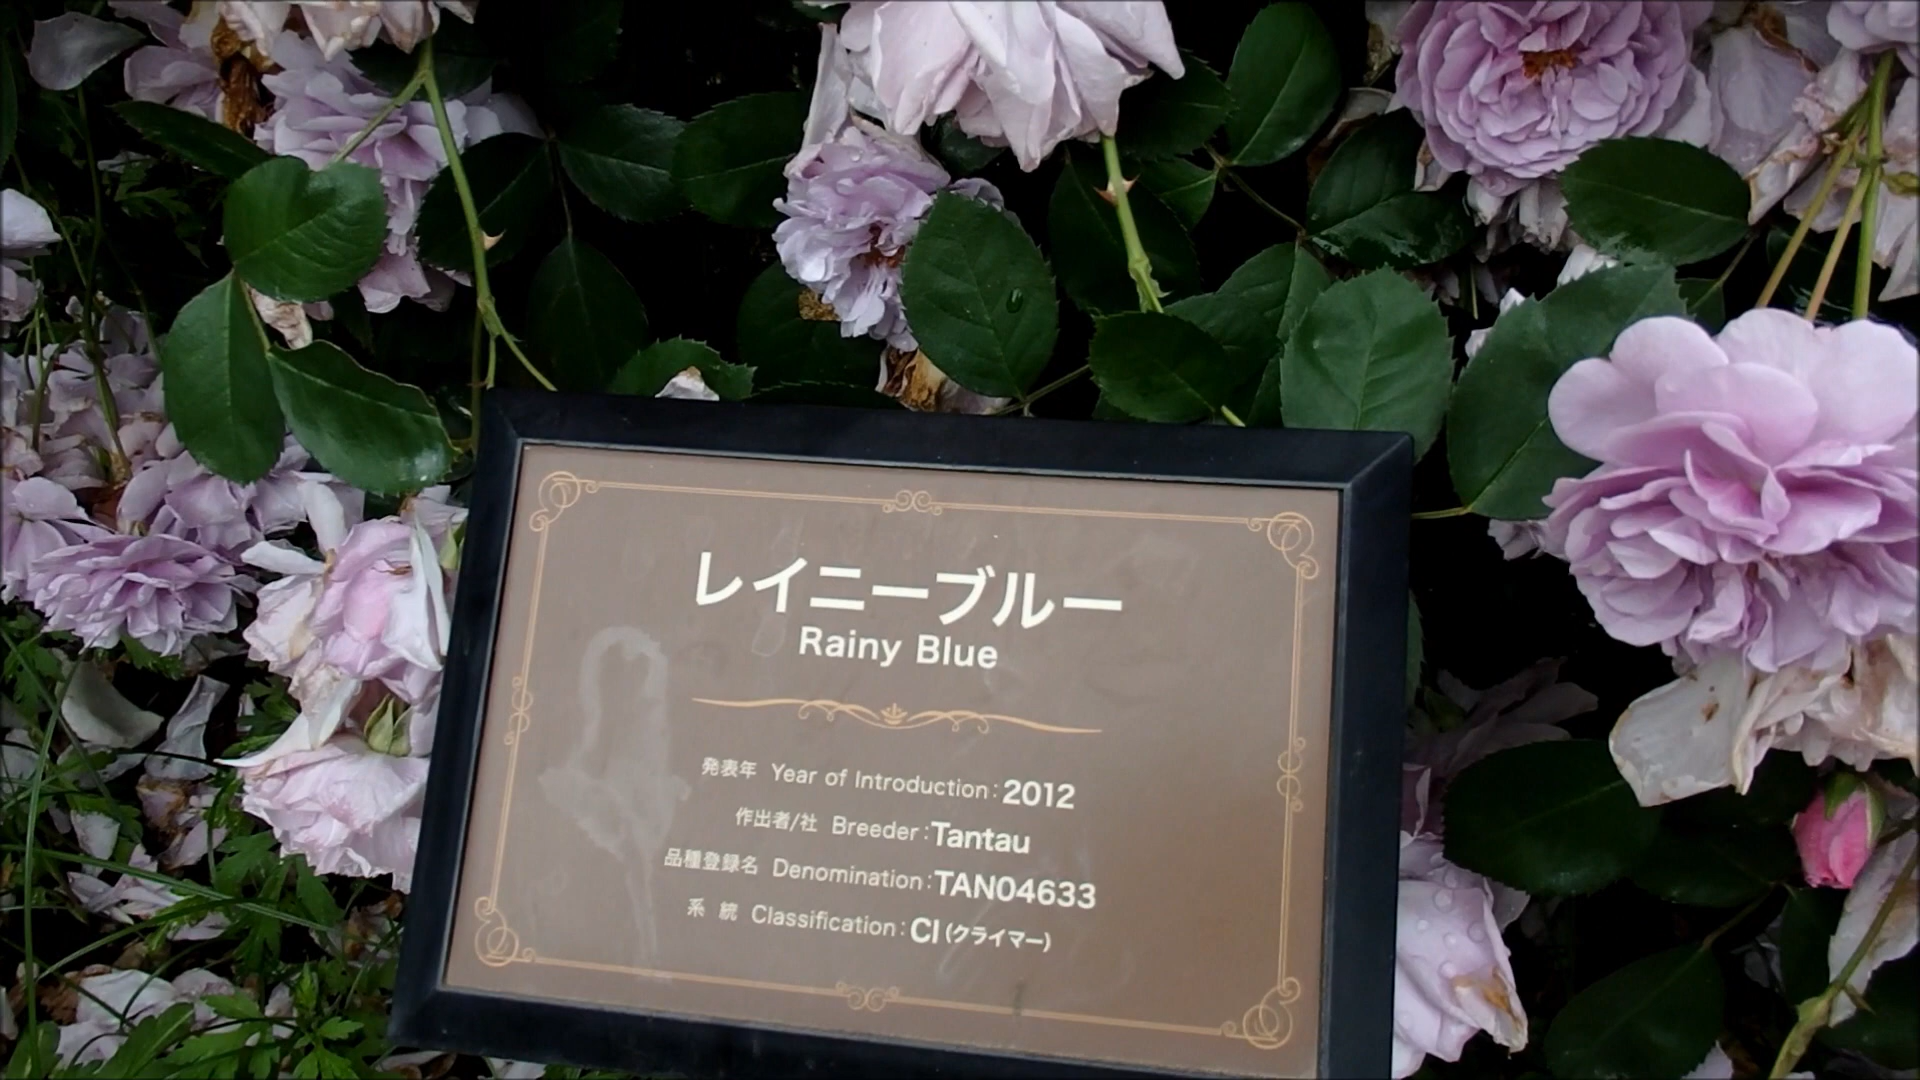 レイニーブルー
Rainy Blue
発表年 Year of Introduction : 2012
作出者/社 Breeder : Tantau
品種登録名 Denomination : TAN04633
系 統 Classification : Cl (クライマー)